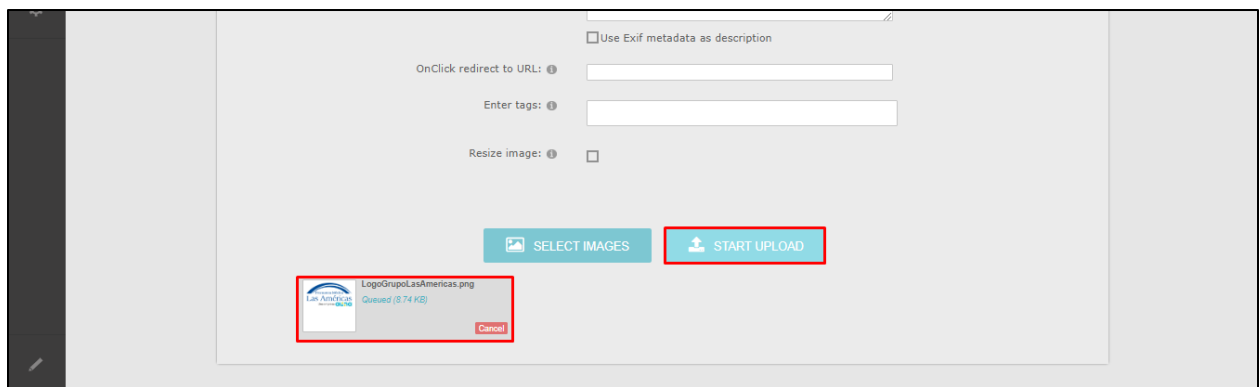 Use Exif metadata as description
OnClick redirect to URL:
Enter tags:
Resize image:
SELECT IMAGES
START UPLOAD
LogoGrupoLasAmericas.png
Las Américas
Queued (8.74 KB)
Cancel